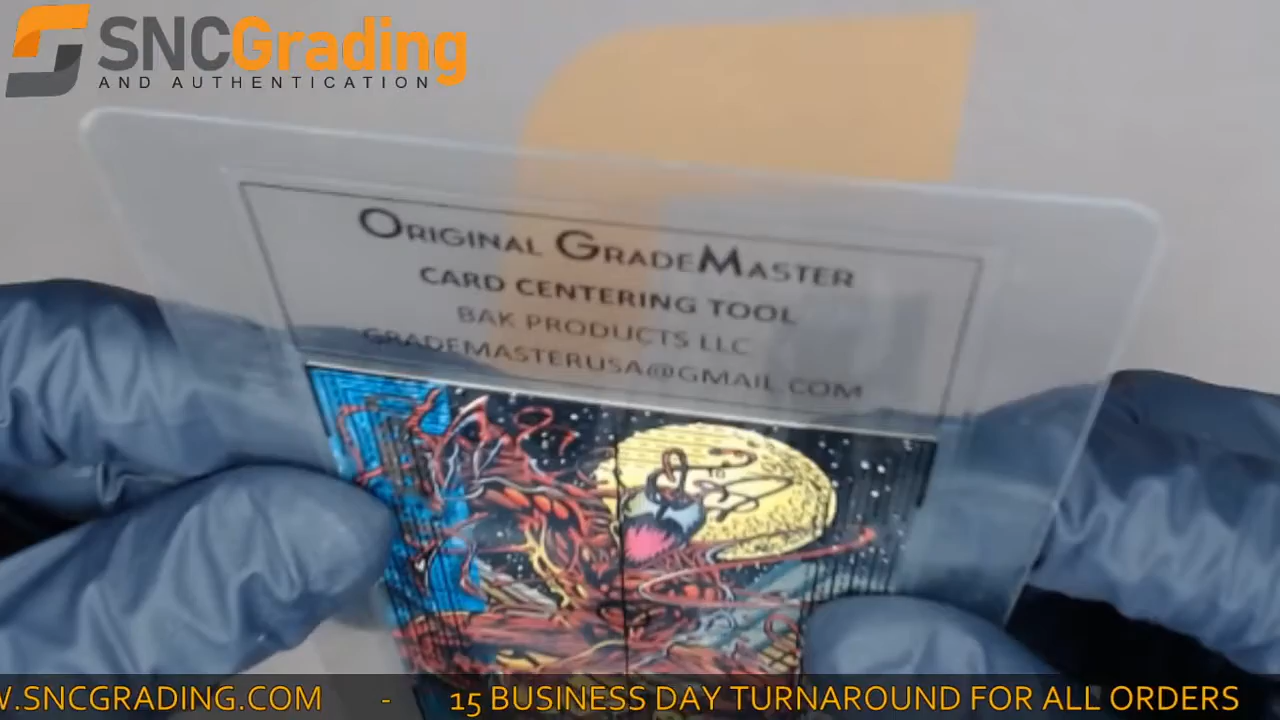 SNCGrading
AND AUTHENTICATION
ORIGINAL GRADEMASTER
CARD CENTERING TOOL
BAK PRODUCTS LLC
GRADEMASTERUSA@GMAIL.COM
10
W.SNCGRADING.COM - 15 BUSINESS DAY TURNAROUND FOR ALL ORDERS